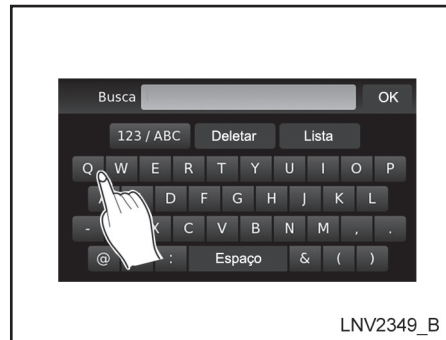 Busca OK
123 / ABC Deletar Lista
Q W E R T Y U I O P
D F G H J K L
- X C V B N M , .
@ : Espaço & ( )
LNV2349_B